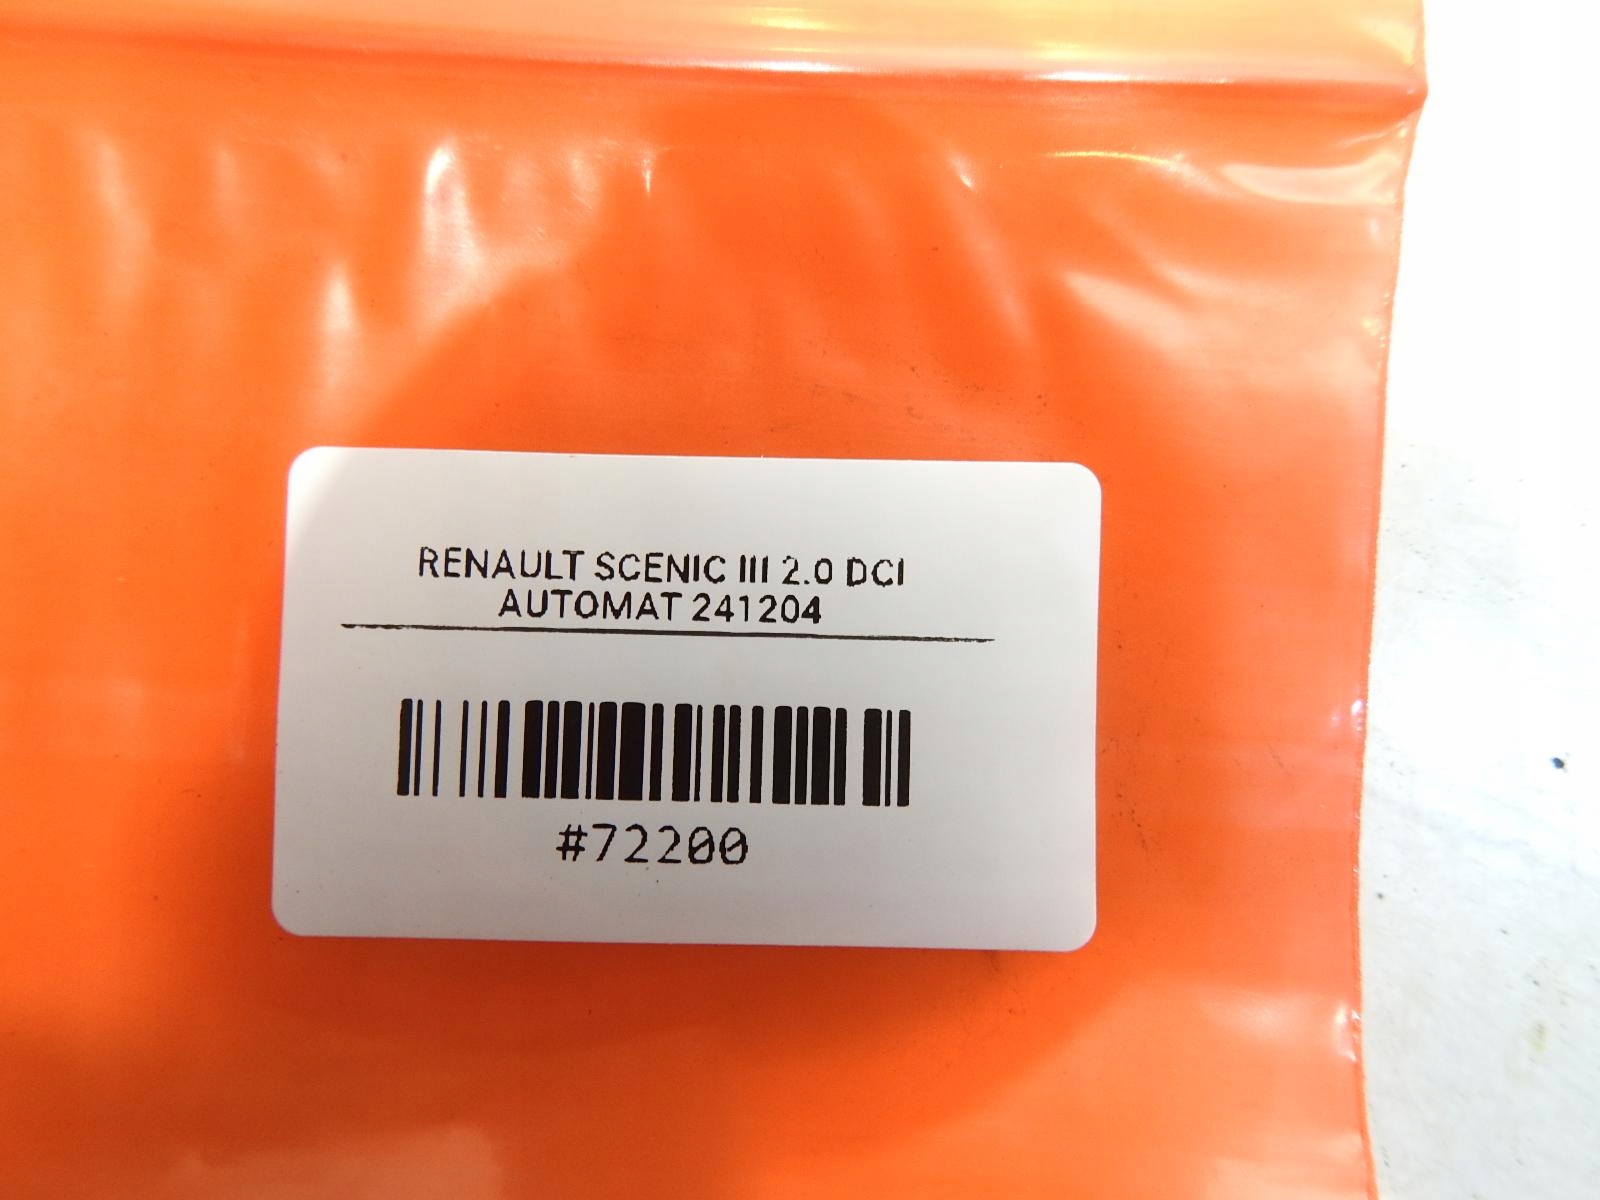 RENAULT SCENIC III 2.0 DCI
AUTOMAT 241204
#72200